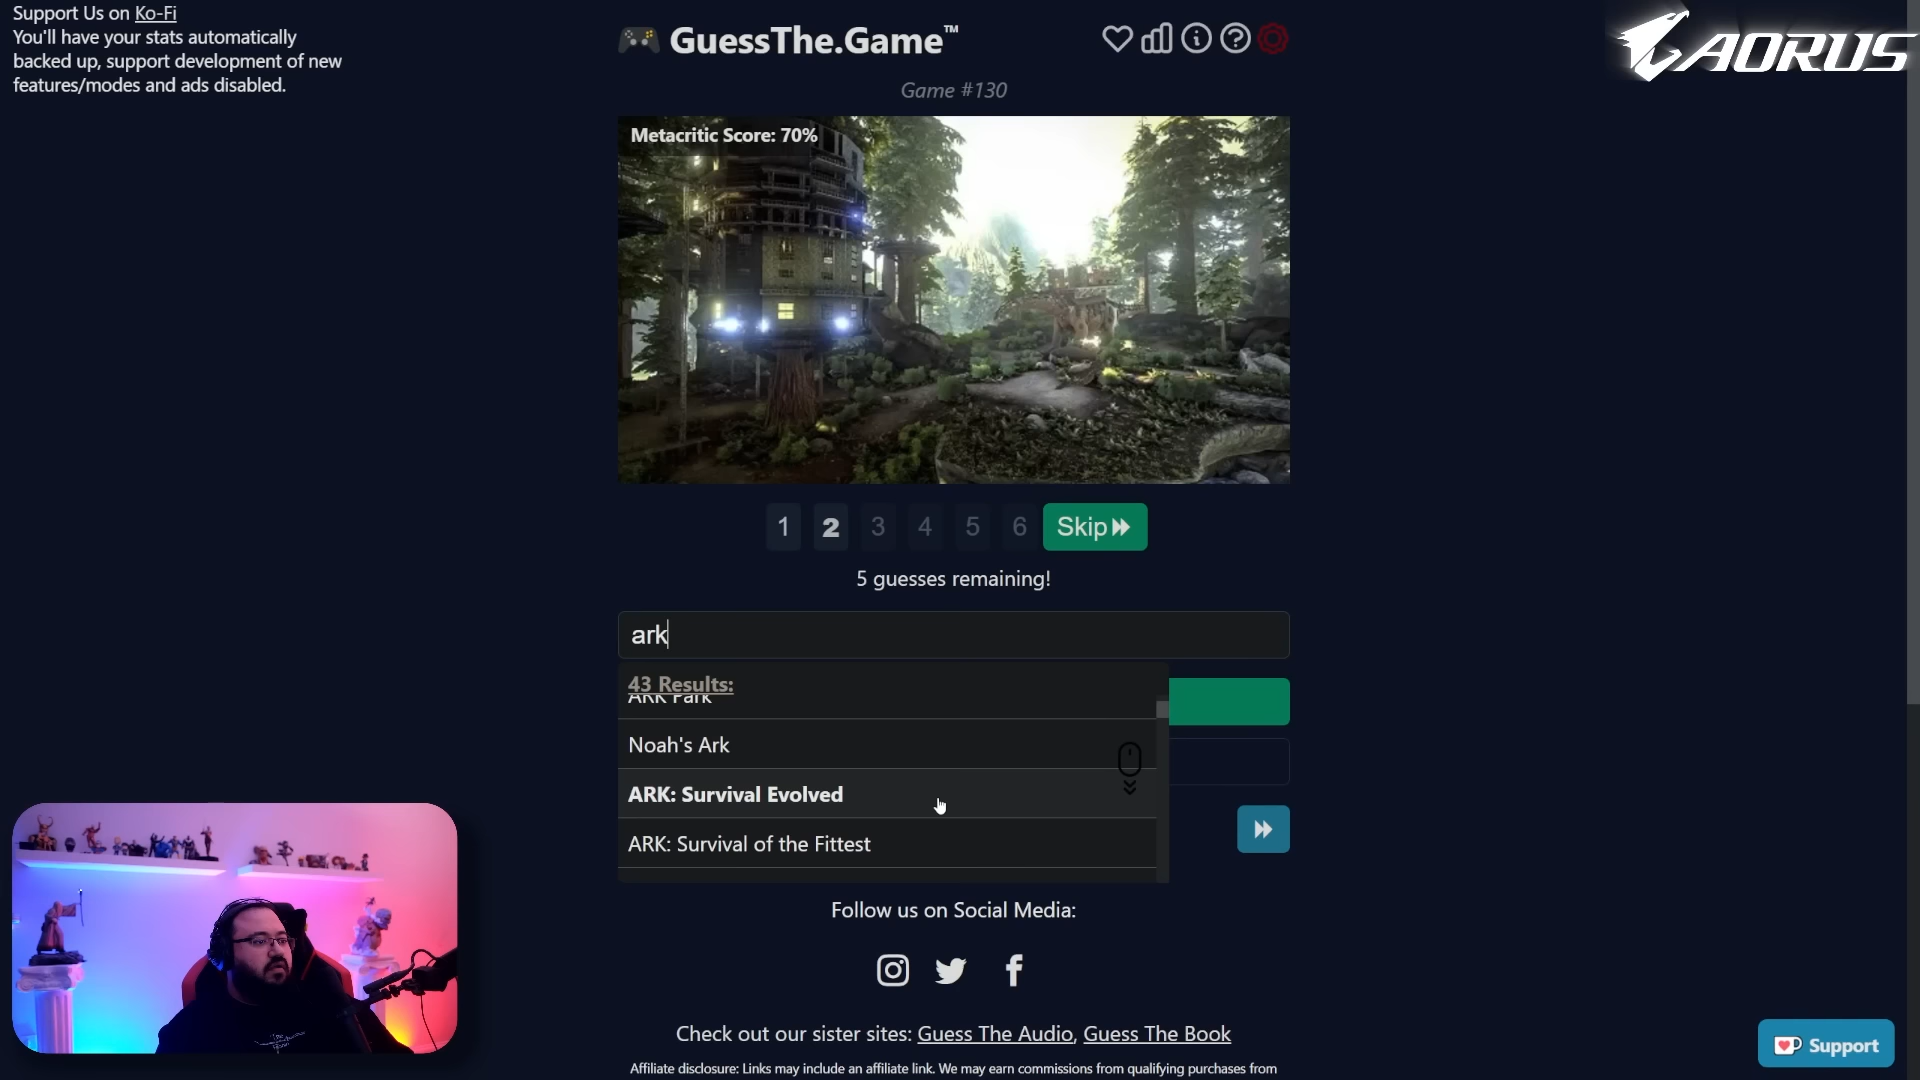 Support Us on Ko-Fi
You'll have your stats automatically
backed up, support development of new
features/modes and ads disabled.
GuessThe.Game™
AORUS
Game #130
Metacritic Score: 70%
1 2 3 4 5 6 Skip
5 guesses remaining!
ark
43 Results:
ARK Park
Noah's Ark
ARK: Survival Evolved
ARK: Survival of the Fittest
Follow us on Social Media:
Check out our sister sites: Guess The Audio, Guess The Book
Support
Affiliate disclosure: Links may include an affiliate link. We may earn commissions from qualifying purchases from